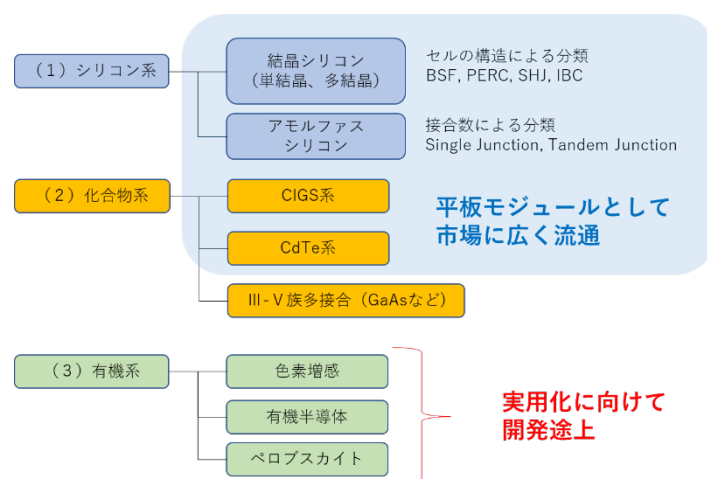 （1）シリコン系
結晶シリコン
（単結晶、多結晶）
セルの構造による分類
BSF, PERC, SHJ, IBC
アモルファス
シリコン
接合数による分類
Single Junction, Tandem Junction
（2）化合物系
CIGS系
CdTe系
III-Ⅴ族多接合（GaAsなど）
平板モジュールとして
市場に広く流通
（3）有機系
色素増感
有機半導体
ペロブスカイト
実用化に向けて
開発途上